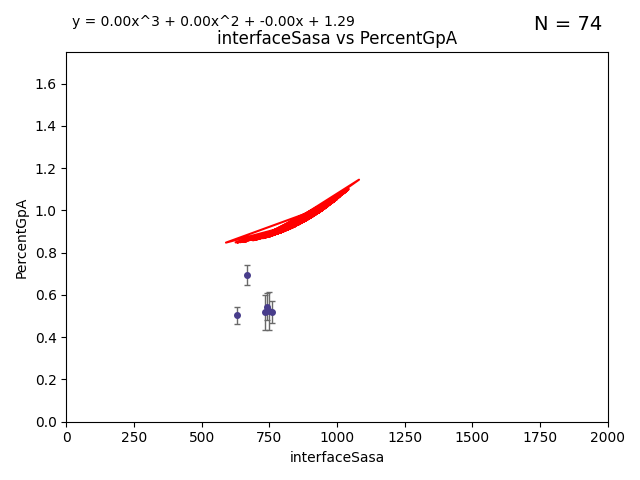 y = 0.00x^3 + 0.00x^2 + -0.00x + 1.29
N = 74
interfaceSasa vs PercentGpA
PercentGpA
1.6
1.4
1.2
1.0
0.8
0.6
0.4
0.2
0.0
0 250 500 750 1000 1250 1500 1750 2000
interfaceSasa